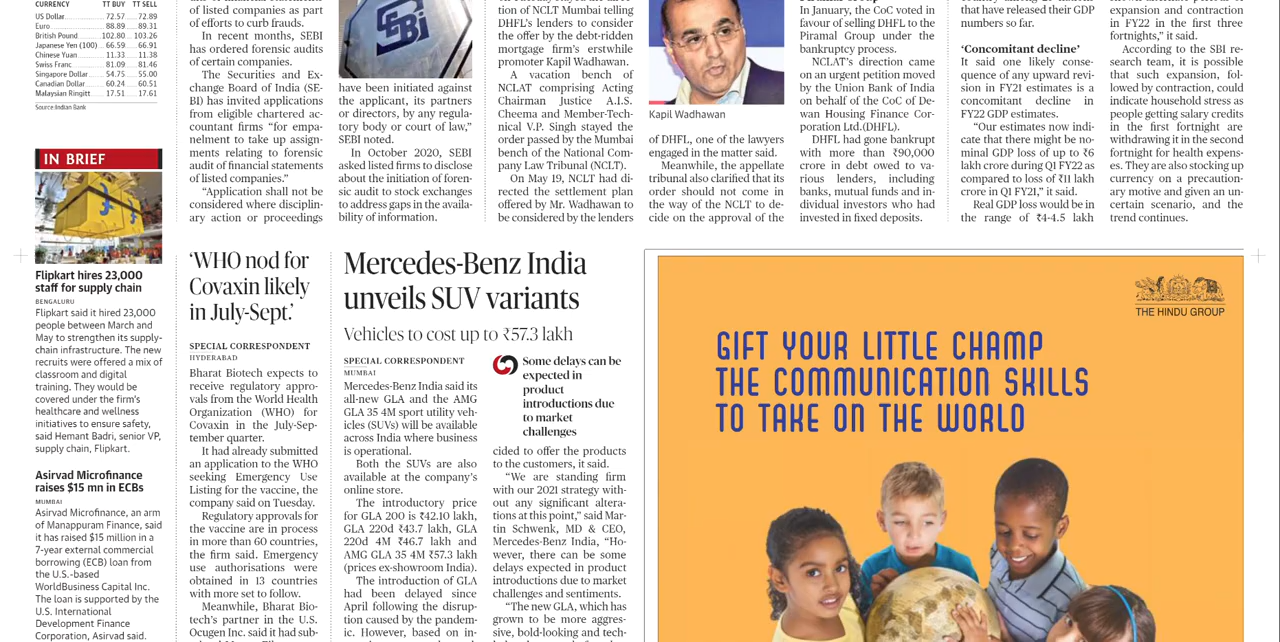 CURRENCY TT BUY TT SELL
US Dollar 72.57 72.89
Euro 88.89 89.31
British Pound 102.80 103.26
Japanese Yen (100) 66.59 66.91
Chinese Yuan 11.33 11.38
Swiss Franc 81.09 81.46
Singapore Dollar 54.75 55.00
Canadian Dollar 60.24 60.51
Malaysian Ringitt 17.51 17.61
Source:Indian Bank
IN BRIEF
Flipkart hires 23,000
staff for supply chain
BENGALURU
Flipkart said it hired 23,000
people between March and
May to strengthen its supply-
chain infrastructure. The new
recruits were offered a mix of
classroom and digital
training. They would be
covered under the firm's
healthcare and wellness
initiatives to ensure safety,
said Hemant Badri, senior VP,
supply chain, Flipkart.
Asirvad Microfinance
raises $15 mn in ECBs
MUMBAI
Asirvad Microfinance, an arm
of Manappuram Finance, said
it has raised $15 million in a
7-year external commercial
borrowing (ECB) loan from
the U.S.-based
WorldBusiness Capital Inc.
The loan is supported by the
U.S. International
Development Finance
Corporation, Asirvad said.
of listed companies as part
of efforts to curb frauds.
In recent months, SEBI
has ordered forensic audits
of certain companies.
The Securities and Ex-
change Board of India (SE-
BI) has invited applications
from eligible chartered ac-
countant firms “for empa-
nelment to take up assign-
ments relating to forensic
audit of financial statements
of listed companies.”
“Application shall not be
considered where disciplin-
ary action or proceedings
have been initiated against
the applicant, its partners
or directors, by any regula-
tory body or court of law,”
SEBI noted.
In October 2020, SEBI
asked listed firms to disclose
about the initiation of foren-
sic audit to stock exchanges
to address gaps in the availa-
bility of information.
tion of NCLT Mumbai telling
DHFL's lenders to consider
the offer by the debt-ridden
mortgage firm's erstwhile
promoter Kapil Wadhawan.
A vacation bench of
NCLAT comprising Acting
Chairman Justice A.I.S.
Cheema and Member-Tech-
nical V.P. Singh stayed the
order passed by the Mumbai
bench of the National Com-
pany Law Tribunal (NCLT).
On May 19, NCLT had di-
rected the settlement plan
offered by Mr. Wadhawan to
be considered by the lenders
Kapil Wadhawan
of DHFL, one of the lawyers
engaged in the matter said.
Meanwhile, the appellate
tribunal also clarified that its
order should not come in
the way of the NCLT to de-
cide on the approval of the
In January, the CoC voted in
favour of selling DHFL to the
Piramal Group under the
bankruptcy process.
NCLAT's direction came
on an urgent petition moved
by the Union Bank of India
on behalf of the CoC of De-
wan Housing Finance Cor-
poration Ltd.(DHFL).
DHFL had gone bankrupt
with more than ₹90,000
crore in debt owed to va-
rious lenders, including
banks, mutual funds and in-
dividual investors who had
invested in fixed deposits.
that have released their GDP
numbers so far.
‘Concomitant decline’
It said one likely conse-
quence of any upward revi-
sion in FY21 estimates is a
concomitant decline in
FY22 GDP estimates.
“Our estimates now indi-
cate that there might be no-
minal GDP loss of up to ₹6
lakh crore during Q1 FY22 as
compared to loss of ₹11 lakh
crore in Q1 FY21,” it said.
Real GDP loss would be in
the range of ₹4-4.5 lakh
expansion and contraction
in FY22 in the first three
fortnights,” it said.
According to the SBI re-
search team, it is possible
that such expansion, fol-
lowed by contraction, could
indicate household stress as
people getting salary credits
in the first fortnight are
withdrawing it in the second
fortnight for health expens-
es. They are also stocking up
currency on a precaution-
ary motive and given an un-
certain scenario, and the
trend continues.
‘WHO nod for
Covaxin likely
in July-Sept.’
SPECIAL CORRESPONDENT
HYDERABAD
Bharat Biotech expects to
receive regulatory appro-
vals from the World Health
Organization (WHO) for
Covaxin in the July-Sep-
tember quarter.
It had already submitted
an application to the WHO
seeking Emergency Use
Listing for the vaccine, the
company said on Tuesday.
Regulatory approvals for
the vaccine are in process
in more than 60 countries,
the firm said. Emergency
use authorisations were
obtained in 13 countries
with more set to follow.
Meanwhile, Bharat Bio-
tech's partner in the U.S.
Ocugen Inc. said it had sub-
Mercedes-Benz India
unveils SUV variants
Vehicles to cost up to ₹57.3 lakh
SPECIAL CORRESPONDENT
MUMBAI
Mercedes-Benz India said its
all-new GLA and the AMG
GLA 35 4M sport utility veh-
icles (SUVs) will be available
across India where business
is operational.
Both the SUVs are also
available at the company's
online store.
The introductory price
for GLA 200 is ₹42.10 lakh,
GLA 220d ₹43.7 lakh, GLA
220d 4M ₹46.7 lakh and
AMG GLA 35 4M ₹57.3 lakh
(prices ex-showroom India).
The introduction of GLA
had been delayed since
April following the disrup-
tion caused by the pandem-
ic. However, based on in-
Some delays can be
expected in
product
introductions due
to market
challenges
cided to offer the products
to the customers, it said.
“We are standing firm
with our 2021 strategy with-
out any significant altera-
tions at this point,” said Mar-
tin Schwenk, MD & CEO,
Mercedes-Benz India, “Ho-
wever, there can be some
delays expected in product
introductions due to market
challenges and sentiments.
“The new GLA, which has
grown to be more aggres-
sive, bold-looking and tech-
THE HINDU GROUP
GIFT YOUR LITTLE CHAMP
THE COMMUNICATION SKILLS
TO TAKE ON THE WORLD